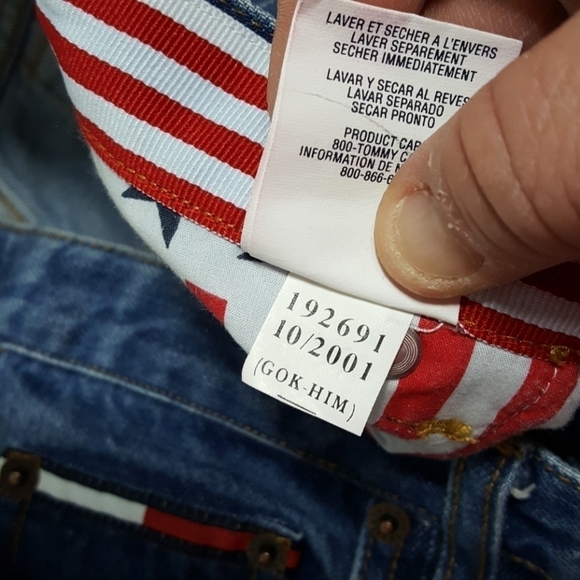 LAVER ET SECHER A L'ENVERS
LAVER SEPAREMENT
SECHER IMMEDIATEMENT
LAVAR Y SECAR AL REVES
LAVAR SEPARADO
SECAR PRONTO
PRODUCT
800-TOMMY
INFORMATION DE
800-866-
192691
10/2001
(GOK-HIM)